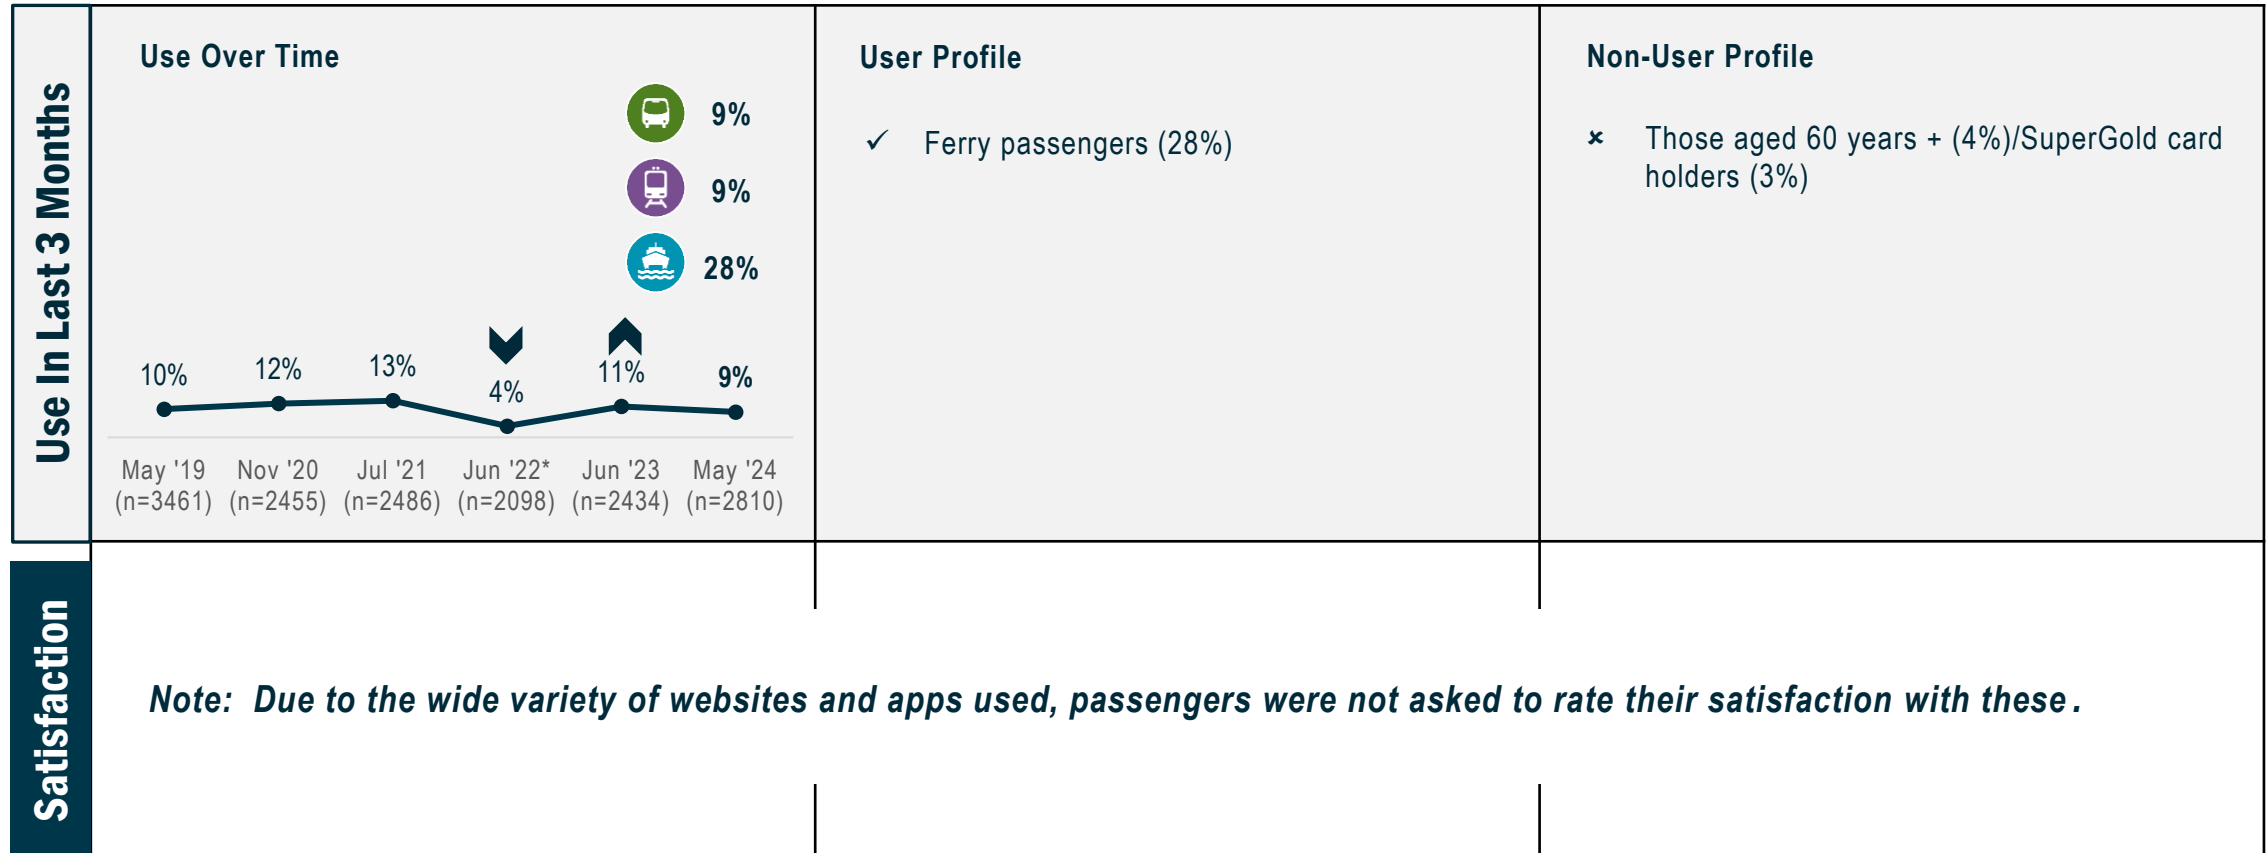 Use In Last 3 Months
Use Over Time
9%
9%
28%
10%
12%
13%
4%
11%
9%
May '19
(n=3461)
Nov '20
(n=2455)
Jul '21
(n=2486)
Jun '22*
(n=2098)
Jun '23
(n=2434)
May '24
(n=2810)
User Profile
✓ Ferry passengers (28%)
Non-User Profile
× Those aged 60 years + (4%)/SuperGold card
holders (3%)
Satisfaction
Note: Due to the wide variety of websites and apps used, passengers were not asked to rate their satisfaction with these.